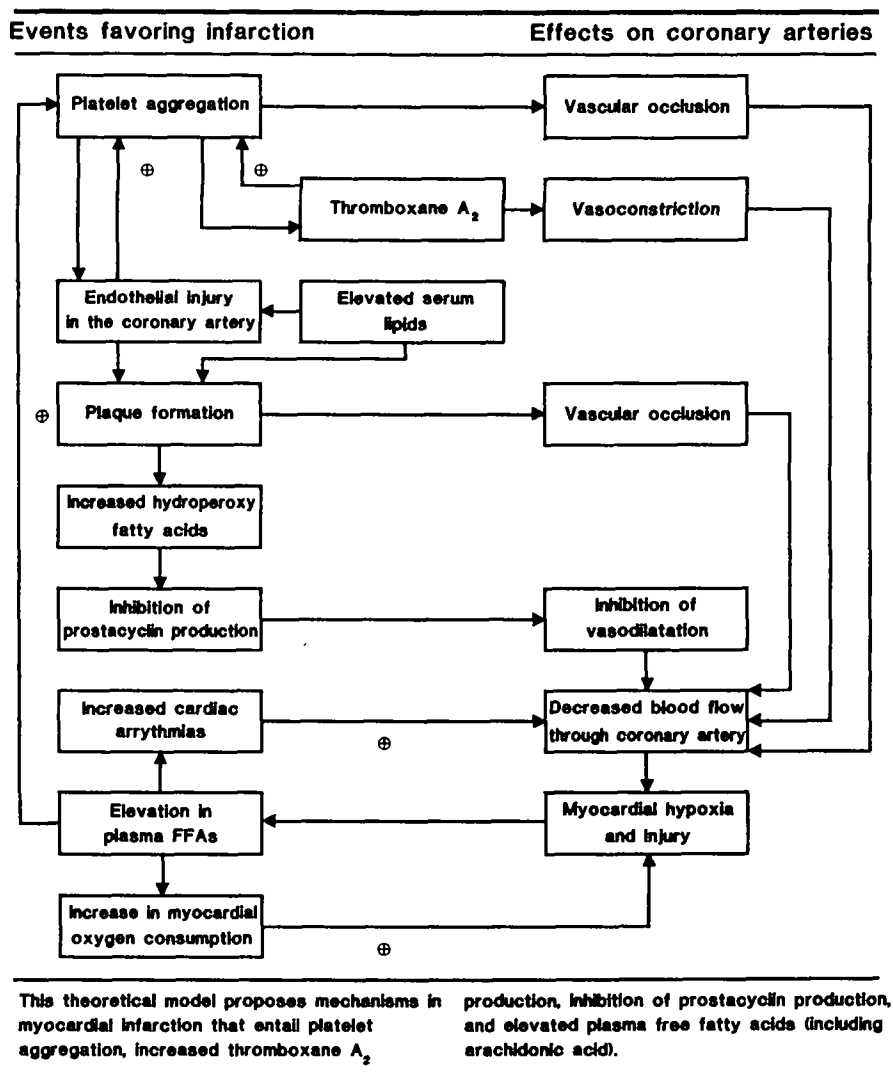 Events favoring infarction
Effects on coronary arteries
Platelet aggregation
Vascular occlusion
⊕
⊕
Thromboxane A₂
Vasoconstriction
Endothelial injury
in the coronary artery
Elevated serum
lipids
⊕
Plaque formation
Vascular occlusion
Increased hydroperoxy
fatty acids
Inhibition of
prostacyclin production
Inhibition of
vasodilatation
Increased cardiac
arrythmias
⊕
Decreased blood flow
through coronary artery
Elevation in
plasma FFAs
Myocardial hypoxia
and injury
Increase in myocardial
oxygen consumption
⊕
This theoretical model proposes mechanisms in
myocardial infarction that entail platelet
aggregation, increased thromboxane A₂
production, inhibition of prostacyclin production,
and elevated plasma free fatty acids (including
arachidonic acid).